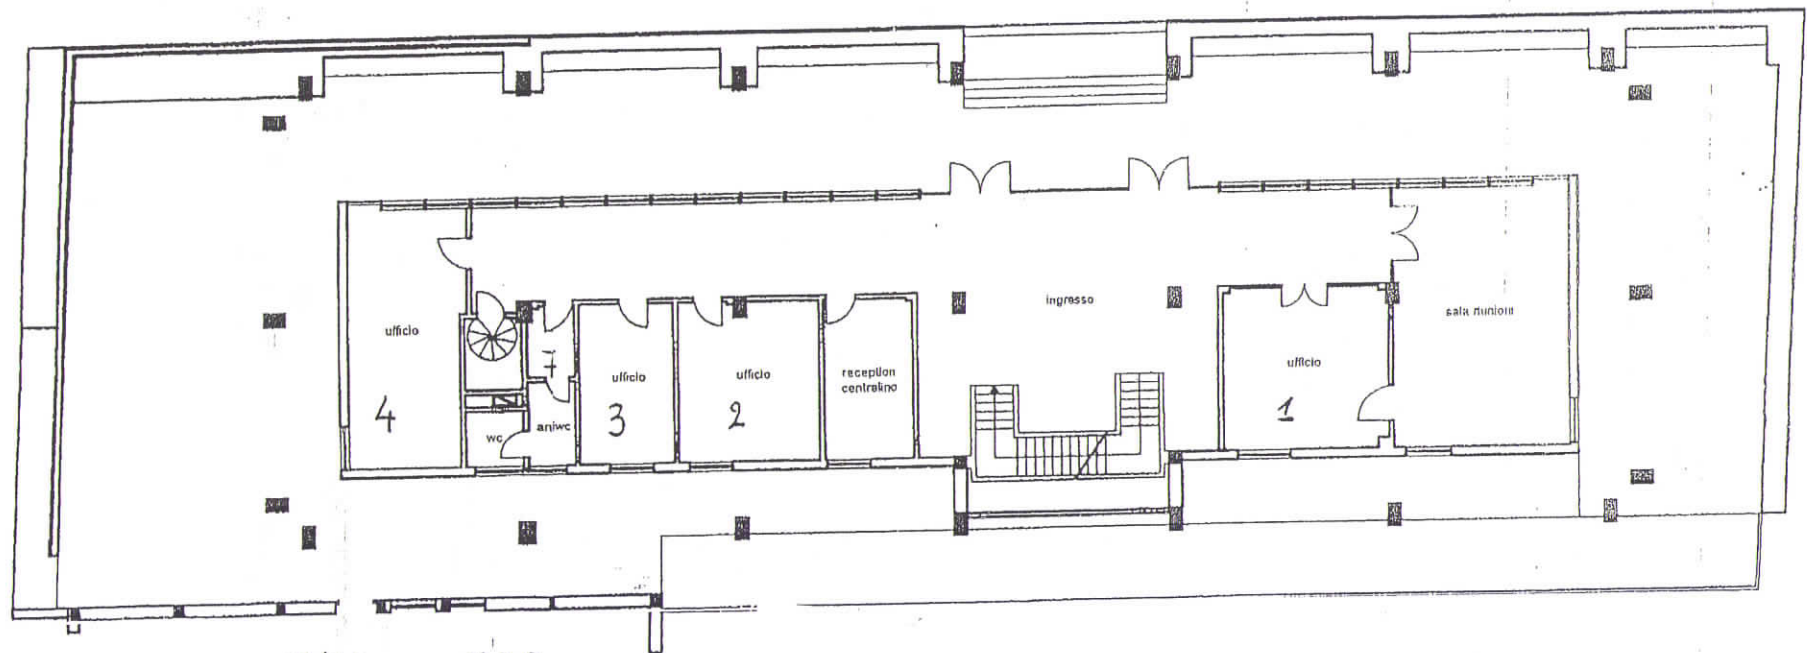 ingresso
sala riunioni
ufficio
ufficio
1
ufficio
ufficio
reception
centralino
7
4
3
2
wc
antiwc